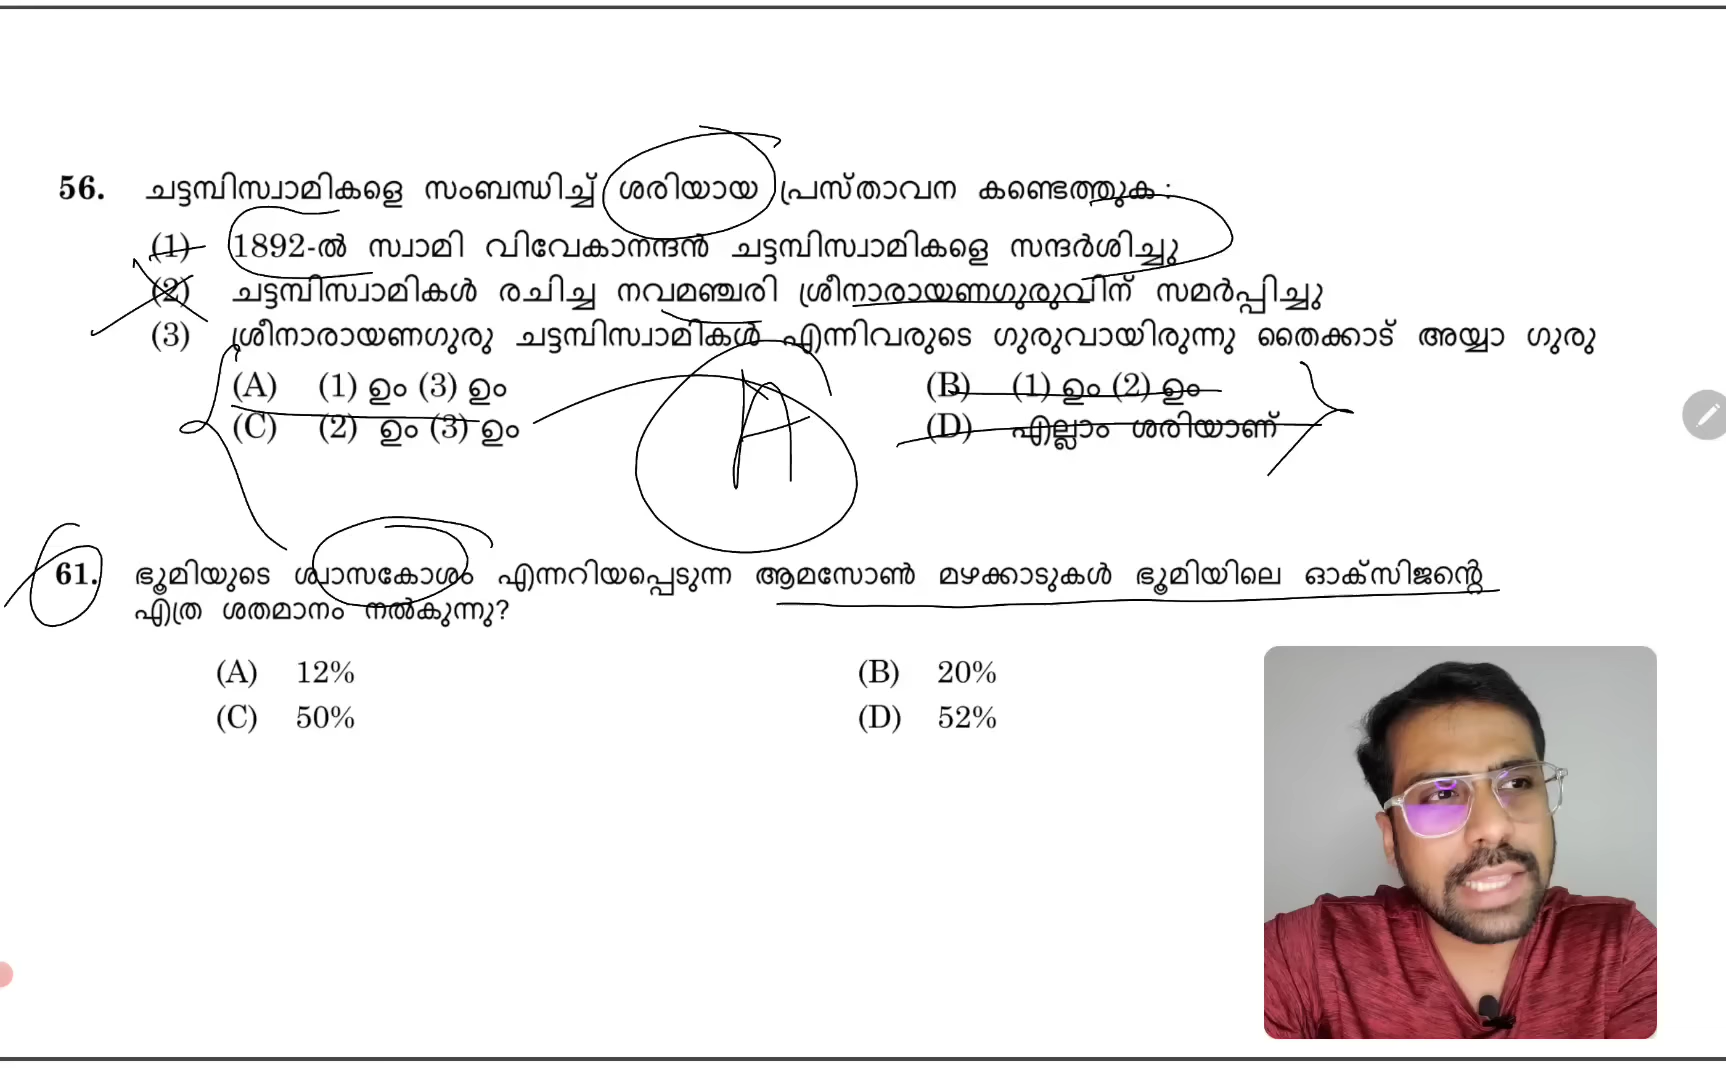 56. ചട്ടമ്പിസ്വാമികളെ സംബന്ധിച്ച് ശരിയായ പ്രസ്താവന കണ്ടെത്തുക :
(1) 1892-ൽ സ്വാമി വിവേകാനന്ദൻ ചട്ടമ്പിസ്വാമികളെ സന്ദർശിച്ചു
(2) ചട്ടമ്പിസ്വാമികൾ രചിച്ച നവമഞ്ചരി ശ്രീനാരായണഗുരുവിന് സമർപ്പിച്ചു
(3) ശ്രീനാരായണഗുരു ചട്ടമ്പിസ്വാമികൾ എന്നിവരുടെ ഗുരുവായിരുന്നു തൈക്കാട് അയ്യാ ഗുരു
(A) (1) ഉം (3) ഉം (B) (1) ഉം (2) ഉം
(C) (2) ഉം (3) ഉം (D) എല്ലാം ശരിയാണ്
A
61. ഭൂമിയുടെ ശ്വാസകോശം എന്നറിയപ്പെടുന്ന ആമസോൺ മഴക്കാടുകൾ ഭൂമിയിലെ ഓക്സിജന്റെ
എത്ര ശതമാനം നൽകുന്നു?
(A) 12% (B) 20%
(C) 50% (D) 52%